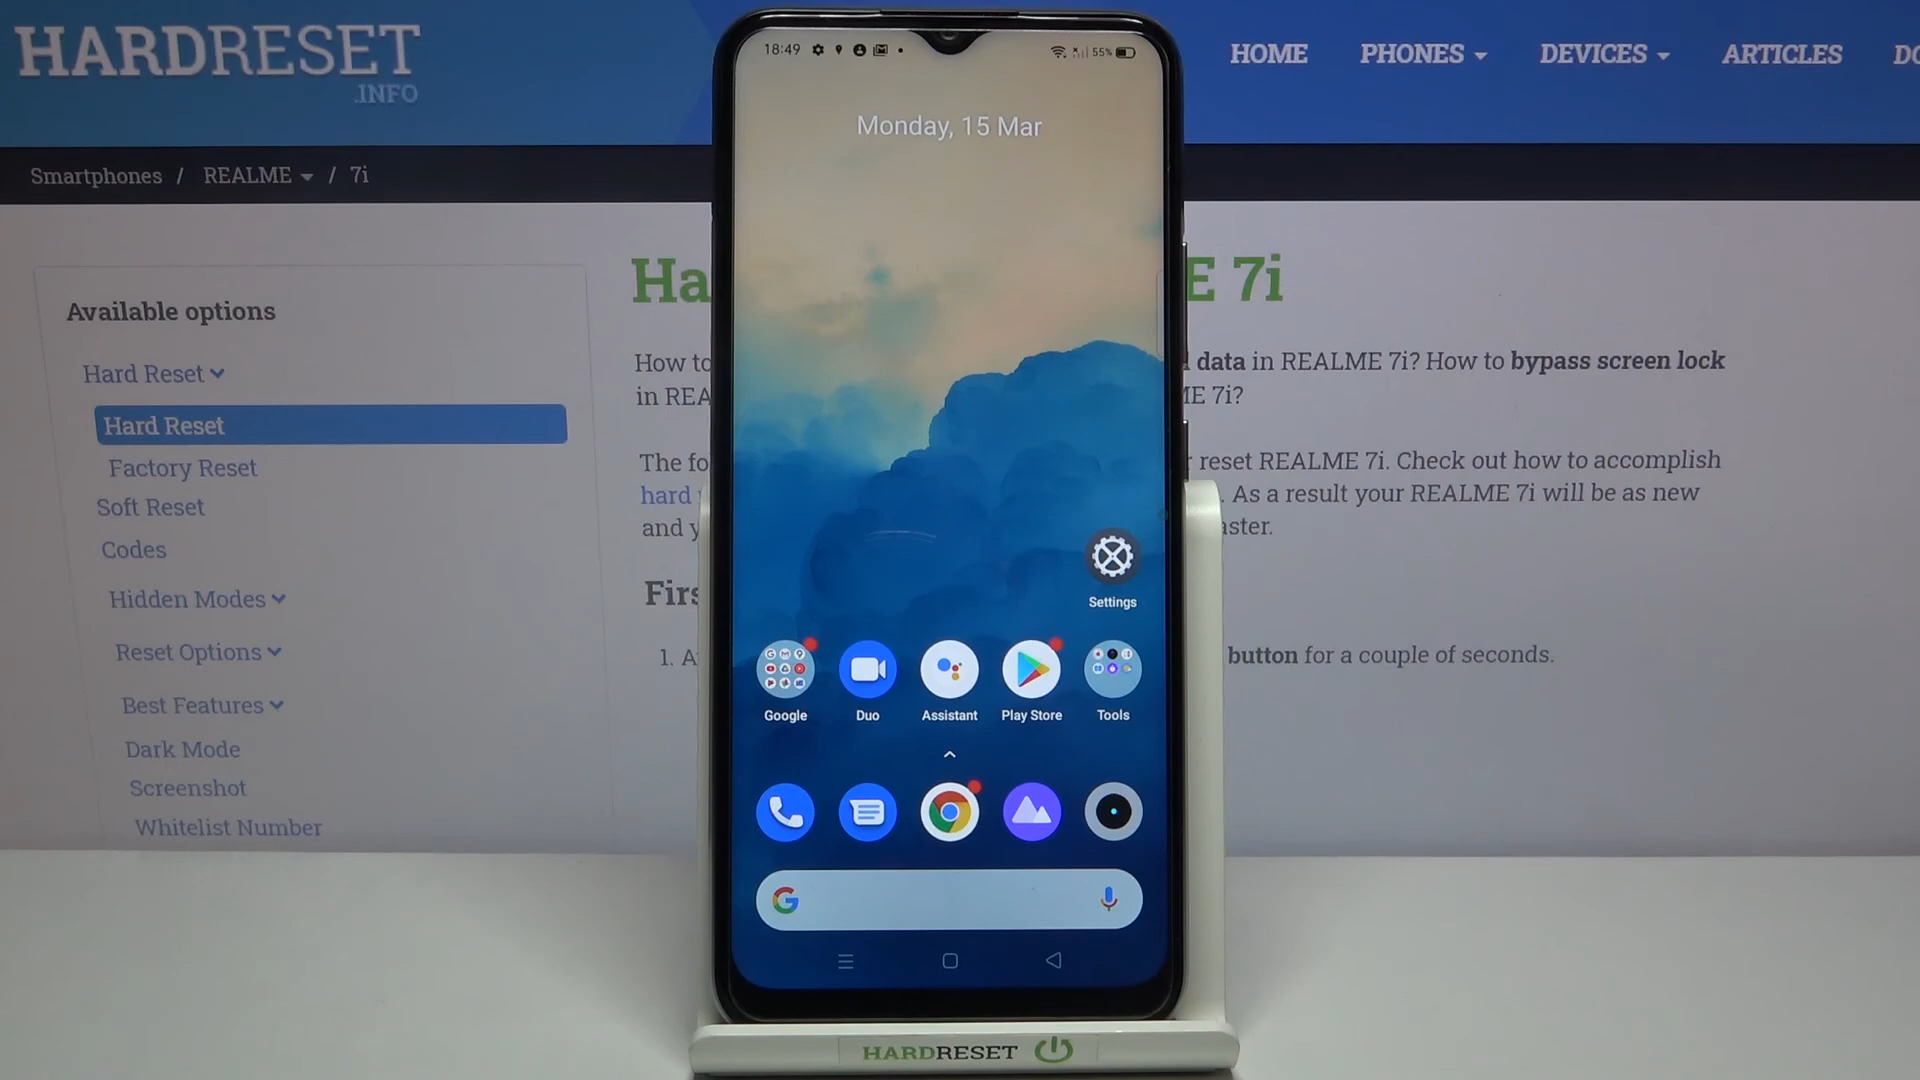 HARDRESET
.INFO
HOME PHONES DEVICES ARTICLES
Smartphones / REALME / 7i
Available options
Hard Reset
Hard Reset
Factory Reset
Soft Reset
Codes
Hidden Modes
Reset Options
Best Features
Dark Mode
Screenshot
Whitelist Number
Ha E 7i
How to data in REALME 7i? How to bypass screen lock
in REA 7i?
The fo reset REALME 7i. Check out how to accomplish
hard . As a result your REALME 7i will be as new
and y
Firs
1. A button for a couple of seconds.
18:49 55%
Monday, 15 Mar
Settings
Google Duo Assistant Play Store Tools
G
HARDRESET